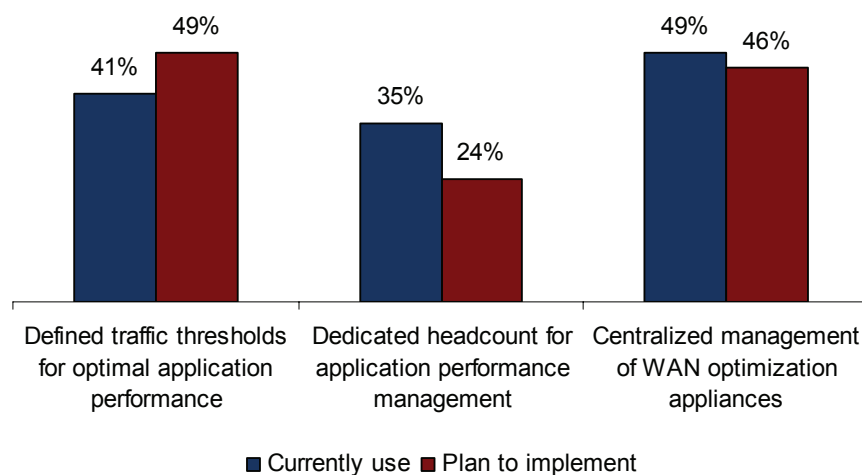 49%
41%
35%
24%
49%
46%
Defined traffic thresholds
for optimal application
performance
Dedicated headcount for
application performance
management
Centralized management
of WAN optimization
appliances
Currently use
Plan to implement